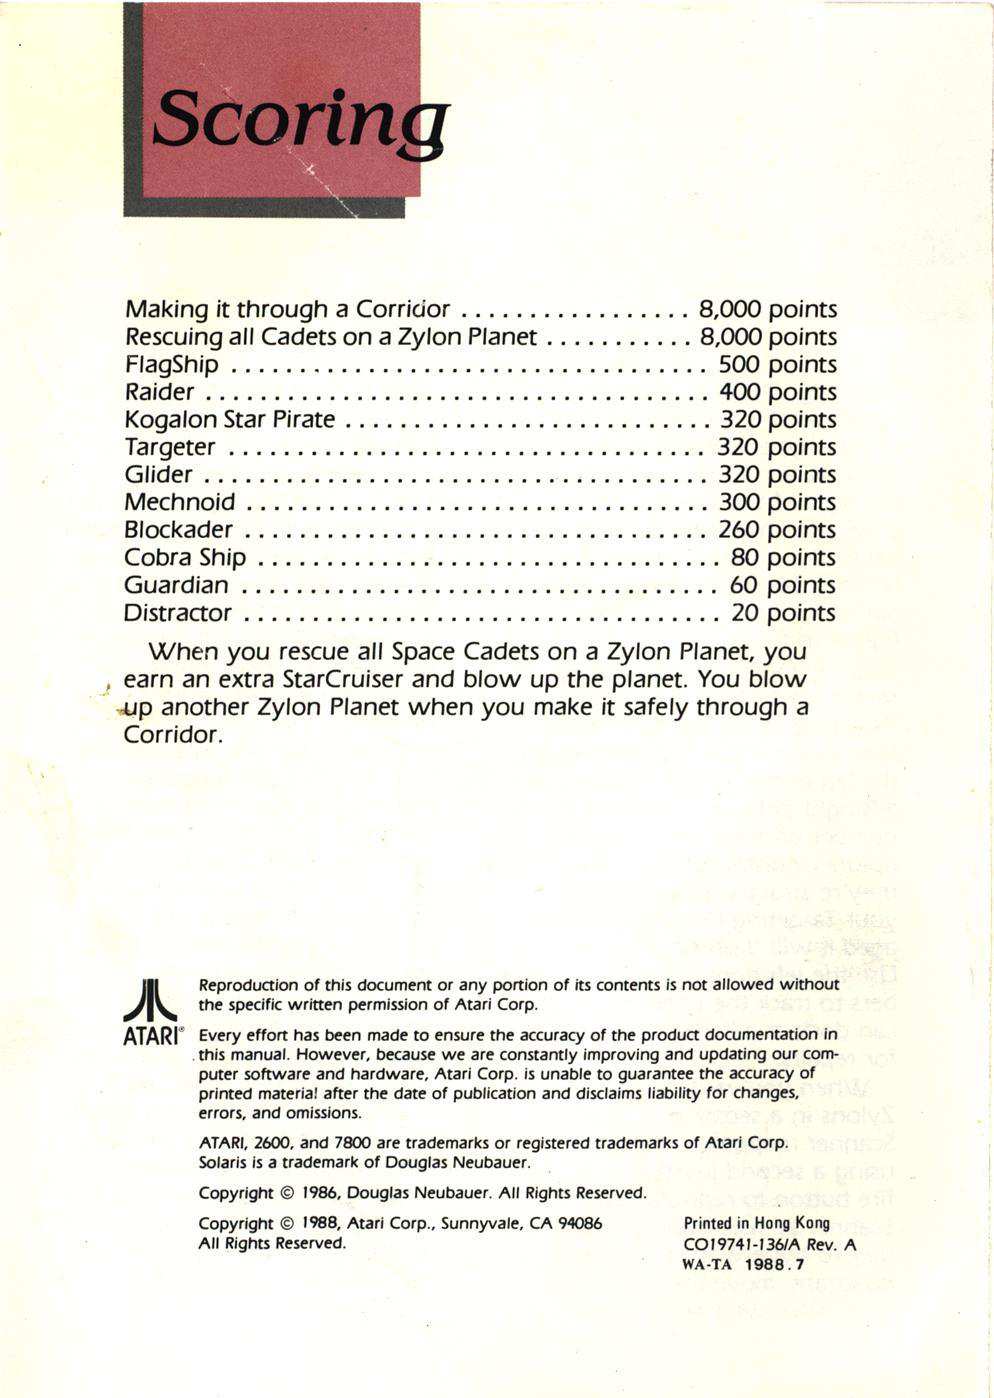 Scoring
Making it through a Corridor ................. 8,000 points
Rescuing all Cadets on a Zylon Planet ........... 8,000 points
FlagShip ................................... 500 points
Raider ..................................... 400 points
Kogalon Star Pirate ........................... 320 points
Targeter ................................... 320 points
Glider ..................................... 320 points
Mechnoid .................................. 300 points
Blockader .................................. 260 points
Cobra Ship .................................. 80 points
Guardian ................................... 60 points
Distractor ................................... 20 points
When you rescue all Space Cadets on a Zylon Planet, you
earn an extra StarCruiser and blow up the planet. You blow
up another Zylon Planet when you make it safely through a
Corridor.
ATARI®
Reproduction of this document or any portion of its contents is not allowed without
the specific written permission of Atari Corp.
Every effort has been made to ensure the accuracy of the product documentation in
this manual. However, because we are constantly improving and updating our com-
puter software and hardware, Atari Corp. is unable to guarantee the accuracy of
printed material after the date of publication and disclaims liability for changes,
errors, and omissions.
ATARI, 2600, and 7800 are trademarks or registered trademarks of Atari Corp.
Solaris is a trademark of Douglas Neubauer.
Copyright © 1986, Douglas Neubauer. All Rights Reserved.
Copyright © 1988, Atari Corp., Sunnyvale, CA 94086
All Rights Reserved.
Printed in Hong Kong
CO19741-136/A Rev. A
WA-TA 1988.7